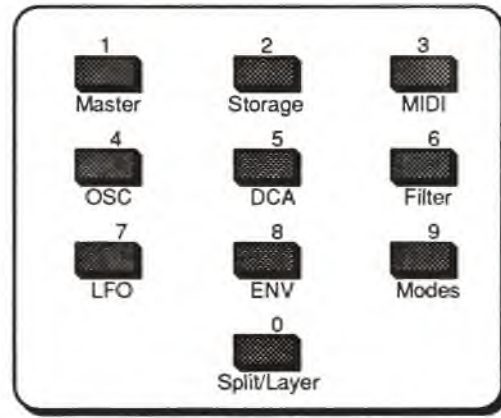 1 2 3
Master Storage MIDI
4 5 6
OSC DCA Filter
7 8 9
LFO ENV Modes
0
Split/Layer